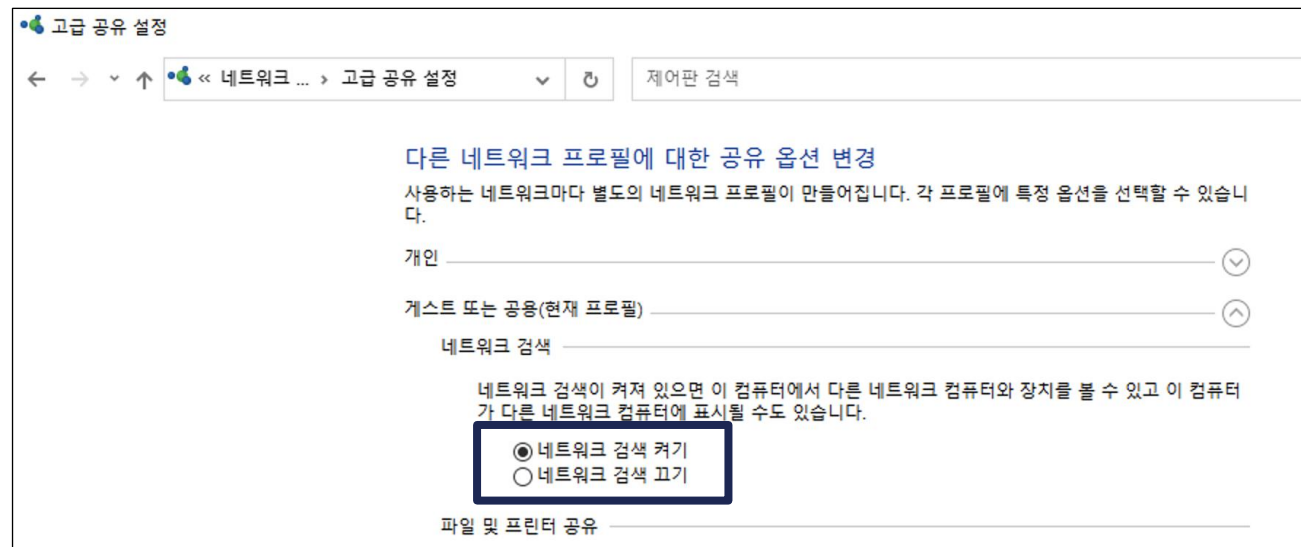 고급 공유 설정
« 네트워크 ... › 고급 공유 설정
제어판 검색
다른 네트워크 프로필에 대한 공유 옵션 변경
사용하는 네트워크마다 별도의 네트워크 프로필이 만들어집니다. 각 프로필에 특정 옵션을 선택할 수 있습니
다.
개인
게스트 또는 공용(현재 프로필)
네트워크 검색
네트워크 검색이 켜져 있으면 이 컴퓨터에서 다른 네트워크 컴퓨터와 장치를 볼 수 있고 이 컴퓨터
가 다른 네트워크 컴퓨터에 표시될 수도 있습니다.
네트워크 검색 켜기
네트워크 검색 끄기
파일 및 프린터 공유